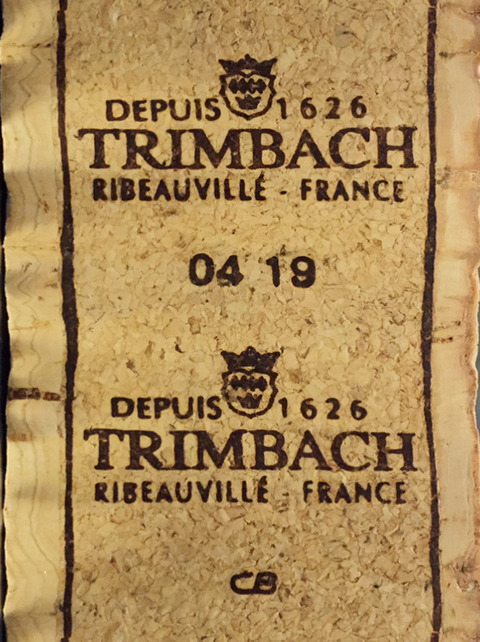 DEPUIS 1626
TRIMBACH
RIBEAUVILLÉ - FRANCE
04 19
DEPUIS 1626
TRIMBACH
RIBEAUVILLÉ - FRANCE
CB